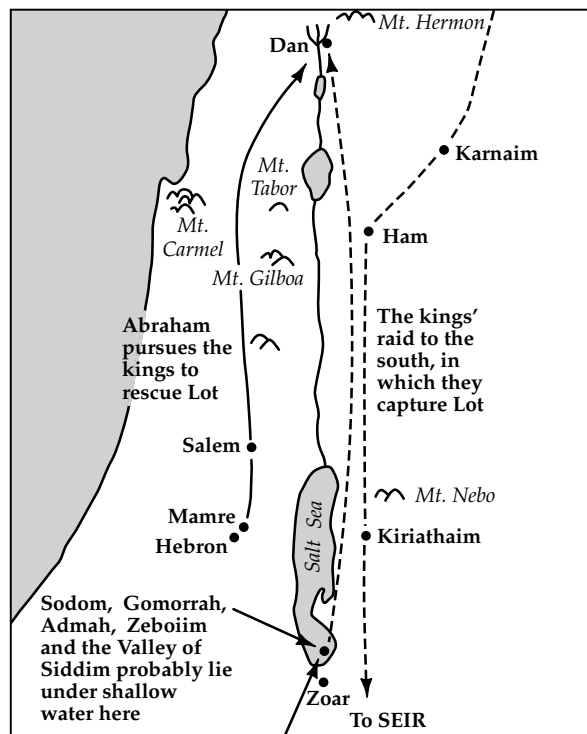 Mt. Hermon
Dan
Karnaim
Mt.
Tabor
Mt.
Carmel
Ham
Mt. Gilboa
Abraham
pursues the
kings to
rescue Lot
The kings’
raid to the
south, in
which they
capture Lot
Salem
Mt. Nebo
Mamre
Hebron
Salt Sea
Kiriathaim
Sodom, Gomorrah,
Admah, Zeboiim
and the Valley of
Siddim probably lie
under shallow
water here
Zoar
To SEIR